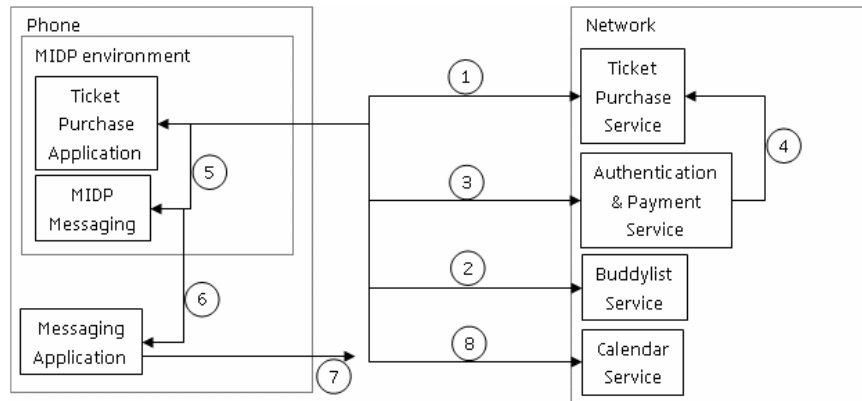 Phone
MIDP environment
Ticket
Purchase
Application
5
MIDP
Messaging
6
Messaging
Application
7
1
3
2
8
Network
Ticket
Purchase
Service
4
Authentication
& Payment
Service
Buddylist
Service
Calendar
Service